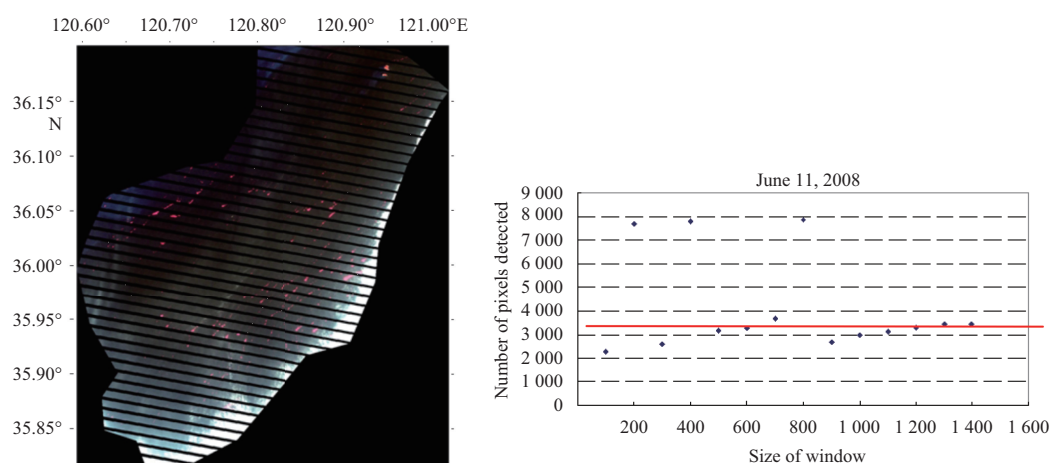 120.60° 120.70° 120.80° 120.90° 121.00°E
36.15°
N
36.10°
36.05°
36.00°
35.95°
35.90°
35.85°
June 11, 2008
Number of pixels detected
9 000
8 000
7 000
6 000
5 000
4 000
3 000
2 000
1 000
0
200 400 600 800 1 000 1 200 1 400 1 600
Size of window